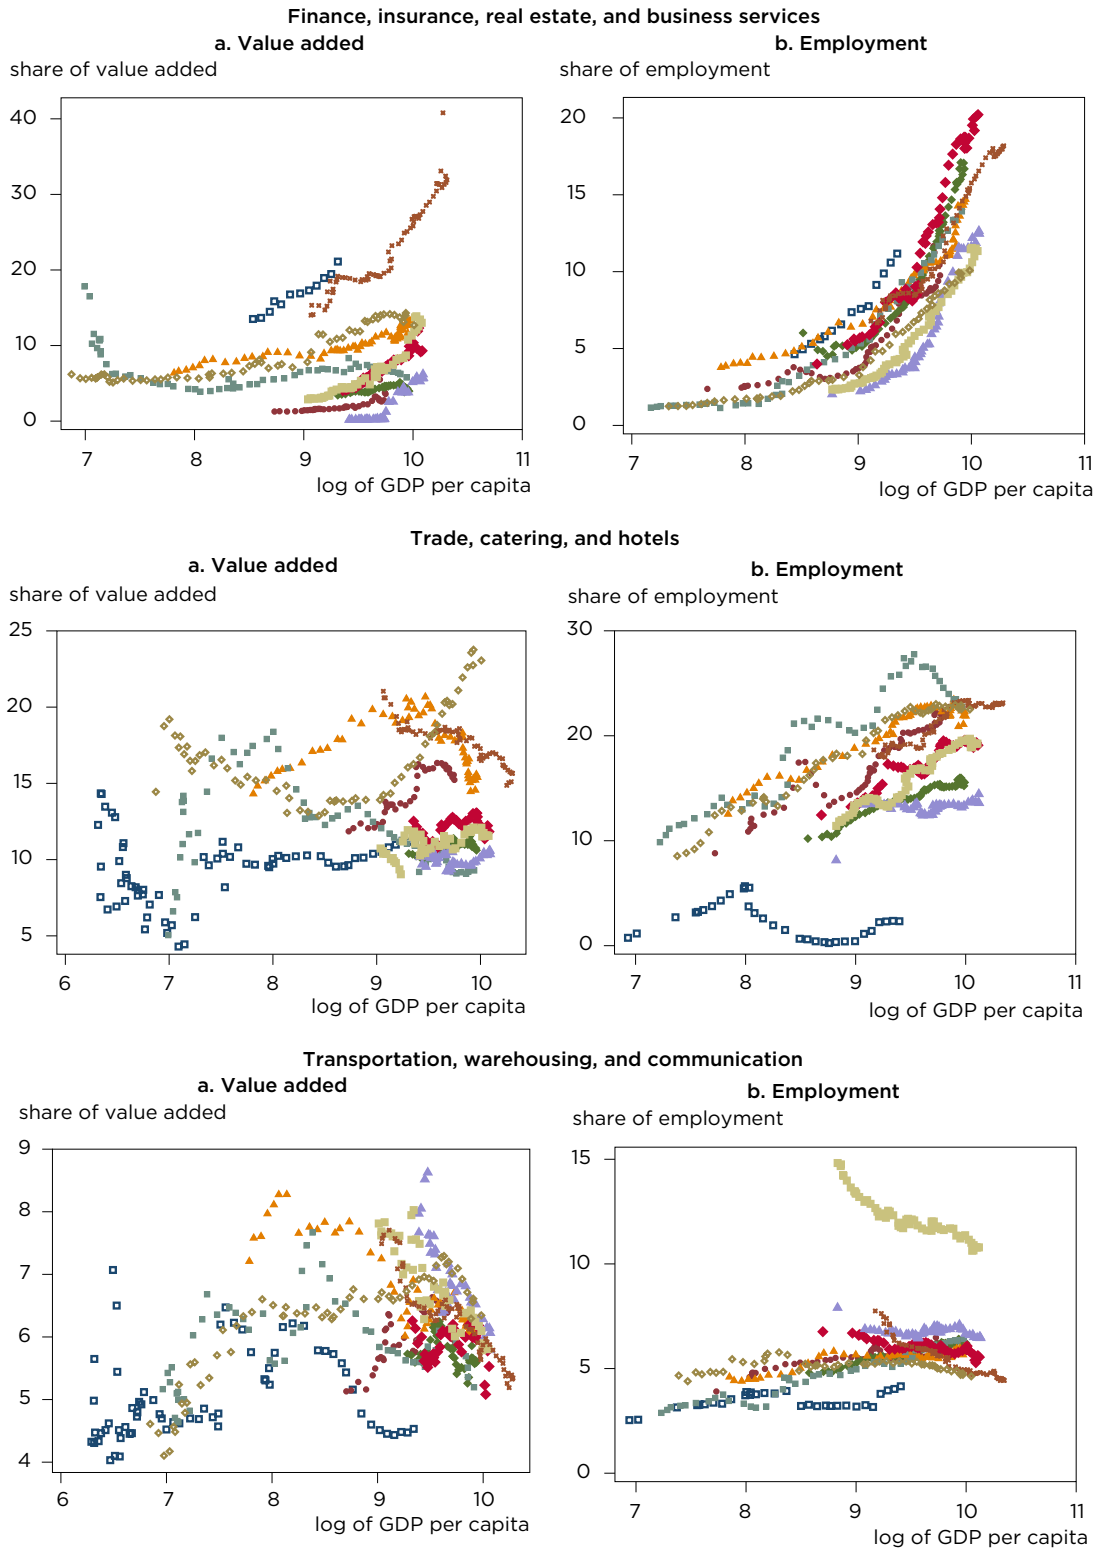 Finance, insurance, real estate, and business services
a. Value added
b. Employment
share of value added
share of employment
40
30
20
10
0
7 8 9 10 11
log of GDP per capita
20
15
10
5
0
7 8 9 10 11
log of GDP per capita
Trade, catering, and hotels
a. Value added
b. Employment
share of value added
share of employment
25
20
15
10
5
6 7 8 9 10
log of GDP per capita
30
20
10
0
7 8 9 10 11
log of GDP per capita
Transportation, warehousing, and communication
a. Value added
b. Employment
share of value added
share of employment
9
8
7
6
5
4
6 7 8 9 10
log of GDP per capita
15
10
5
0
7 8 9 10 11
log of GDP per capita